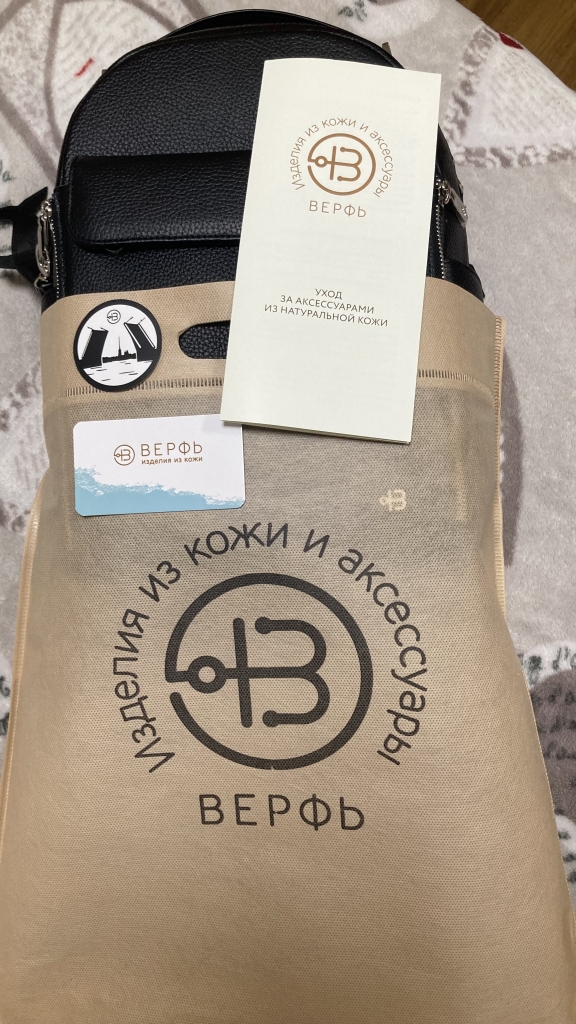 Изделия из кожи и аксессуары
ВЕРФЬ
УХОД
ЗА АКСЕССУАРАМИ
ИЗ НАТУРАЛЬНОЙ КОЖИ
ВЕРФЬ
изделия из кожи
Изделия из кожи и аксессуары
ВЕРФЬ